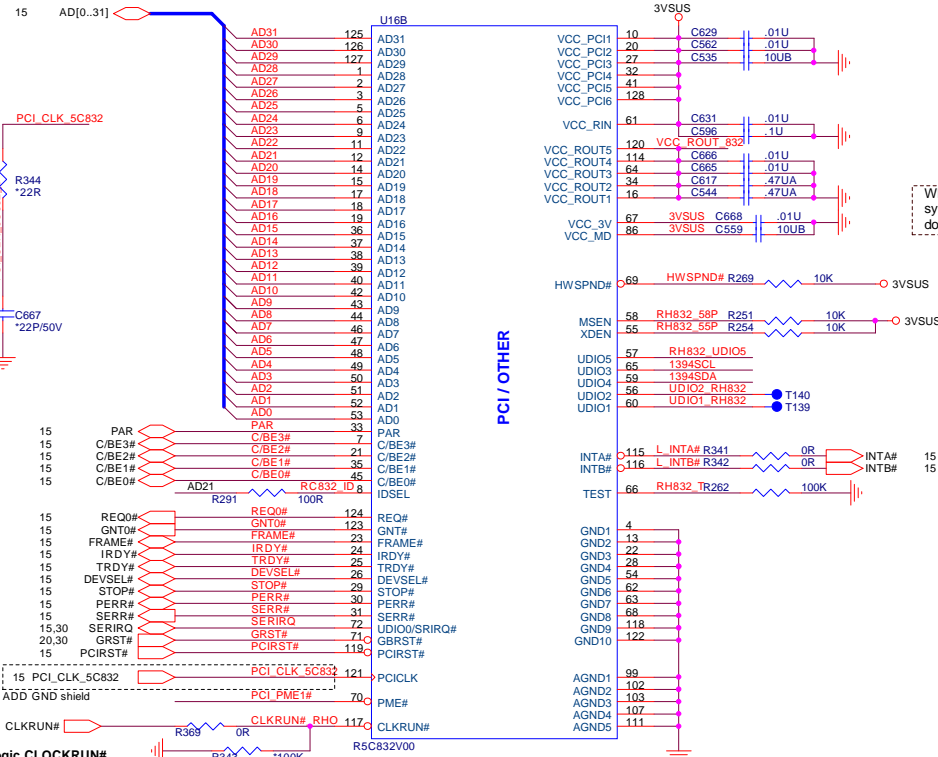 15 AD[0..31]
PCI_CLK_5C832
R344
*22R
C667
*22P/50V
U16B
AD31 125 AD31
AD30 126 AD30
AD29 127 AD29
AD28 1 AD28
AD27 2 AD27
AD26 3 AD26
AD25 5 AD25
AD24 6 AD24
AD23 9 AD23
AD22 11 AD22
AD21 12 AD21
AD20 14 AD20
AD19 15 AD19
AD18 17 AD18
AD17 18 AD17
AD16 19 AD16
AD15 36 AD15
AD14 37 AD14
AD13 38 AD13
AD12 39 AD12
AD11 40 AD11
AD10 42 AD10
AD9 43 AD9
AD8 44 AD8
AD7 46 AD7
AD6 47 AD6
AD5 48 AD5
AD4 49 AD4
AD3 50 AD3
AD2 51 AD2
AD1 52 AD1
AD0 53 AD0
15 PAR PAR 33 PAR
15 C/BE3# C/BE3# 7 C/BE3#
15 C/BE2# C/BE2# 21 C/BE2#
15 C/BE1# C/BE1# 35 C/BE1#
15 C/BE0# C/BE0# 45 C/BE0#
AD21 R291 100R RC832_ID 8 IDSEL
15 REQ0# REQ0# 124 REQ#
15 GNT0# GNT0# 123 GNT#
15 FRAME# FRAME# 23 FRAME#
15 IRDY# IRDY# 24 IRDY#
15 TRDY# TRDY# 25 TRDY#
15 DEVSEL# DEVSEL# 26 DEVSEL#
15 STOP# STOP# 29 STOP#
15 PERR# PERR# 30 PERR#
15 SERR# SERR# 31 SERR#
15,30 SERIRQ SERIRQ 72 UDIO0/SRIRQ#
20,30 GRST# GRST# 71 GBRST#
15 PCIRST# PCIRST# 119 PCIRST#
15 PCI_CLK_5C832 PCI_CLK_5C832 121 PCICLK
ADD GND shield
PCI_PME1# 70 PME#
CLKRUN# R369 0R CLKRUN#_RHO 117 CLKRUN#
R343 *100K
R5C832V00
PCI / OTHER
3VSUS
VCC_PCI1 10 C629 .01U
VCC_PCI2 20 C562 .01U
VCC_PCI3 27 C535 10UB
VCC_PCI4 32
VCC_PCI5 41
VCC_PCI6 128
VCC_RIN 61 C631 .01U
C596 .1U
VCC_ROUT5 120 VCC_ROUT_832
VCC_ROUT4 114 C666 .01U
VCC_ROUT3 64 C665 .01U
VCC_ROUT2 34 C617 .47UA
VCC_ROUT1 16 C544 .47UA
VCC_3V 67 3VSUS C668 .01U
VCC_MD 86 3VSUS C559 10UB
HWSPND# 69 HWSPND# R269 10K 3VSUS
MSEN 58 RH832_58P R251 10K
XDEN 55 RH832_55P R254 10K 3VSUS
UDIO5 57 RH832_UDIO5
UDIO3 65 1394SCL
UDIO4 59 1394SDA
UDIO2 56 UDIO2_RH832 T140
UDIO1 60 UDIO1_RH832 T139
INTA# 115 L_INTA# R341 0R INTA# 15
INTB# 116 L_INTB# R342 0R INTB# 15
TEST 66 RH832_T R262 100K
GND1 4
GND2 13
GND3 22
GND4 28
GND5 54
GND6 62
GND7 63
GND8 68
GND9 118
GND10 122
AGND1 99
AGND2 102
AGND3 103
AGND4 107
AGND5 111